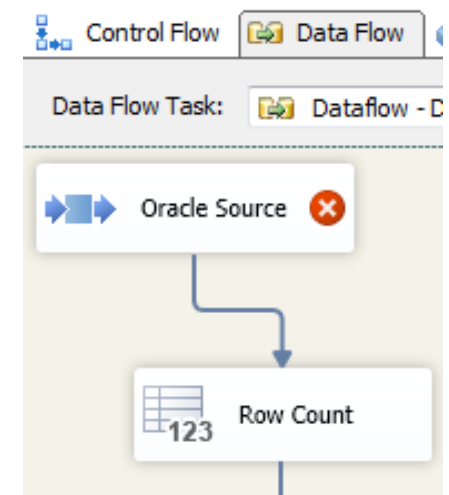 Control Flow Data Flow
Data Flow Task: Dataflow - D
Oracle Source
123 Row Count